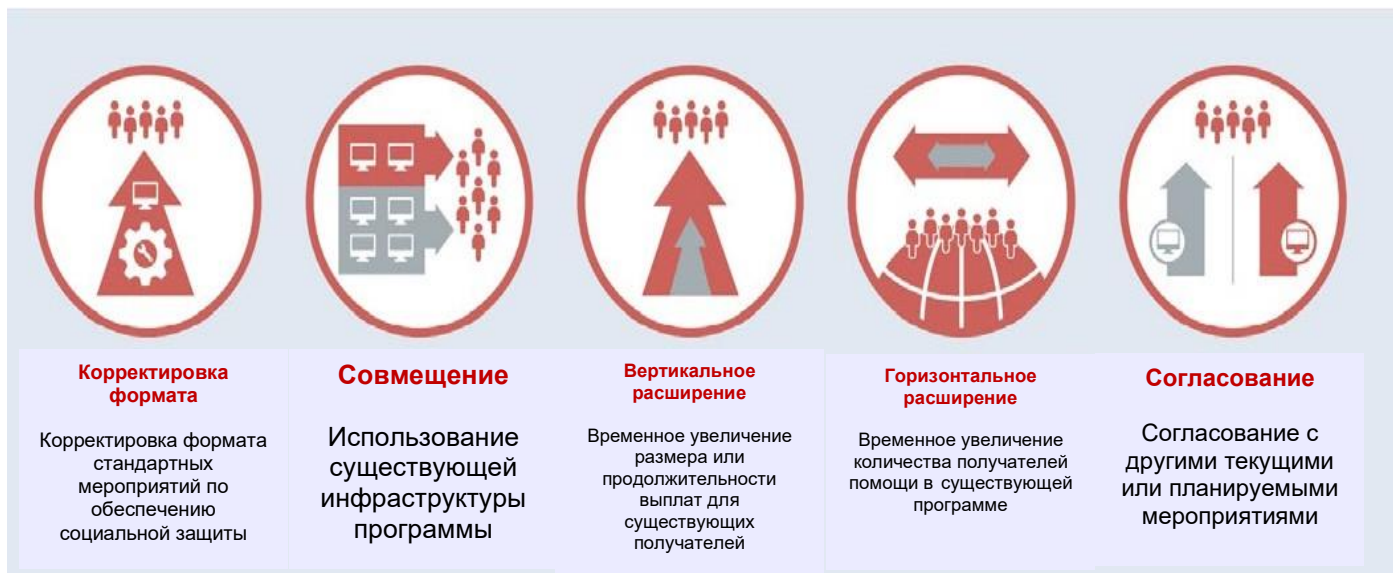 Корректировка
формата
Корректировка формата
стандартных
мероприятий по
обеспечению
социальной защиты
Совмещение
Использование
существующей
инфраструктуры
программы
Вертикальное
расширение
Временное увеличение
размера или
продолжительности
выплат для
существующих
получателей
Горизонтальное
расширение
Временное увеличение
количества получателей
помощи в существующей
программе
Согласование
Согласование с
другими текущими
или планируемыми
мероприятиями